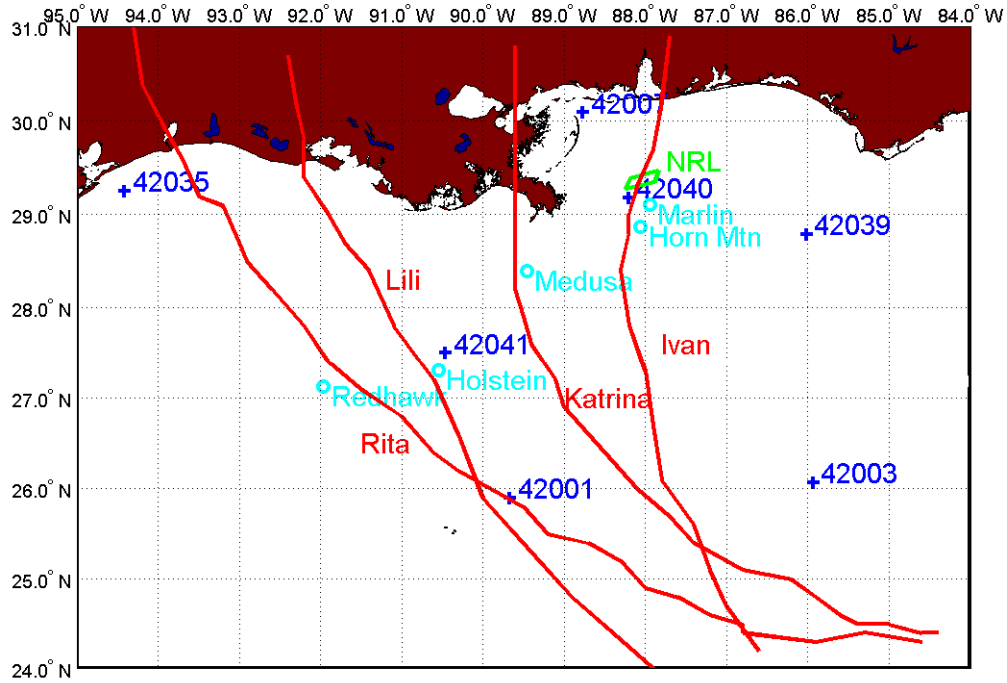 95.0° W 94.0° W 93.0° W 92.0° W 91.0° W 90.0° W 89.0° W 88.0° W 87.0° W 86.0° W 85.0° W 84.0° W
31.0° N
30.0° N
29.0° N
28.0° N
27.0° N
26.0° N
25.0° N
24.0° N
42007
NRL
42035
42040
Marlin
42039
Horn Mtn
Lili
Medusa
42041
Ivan
Holstein
Redhawk
Katrina
Rita
42001
42003